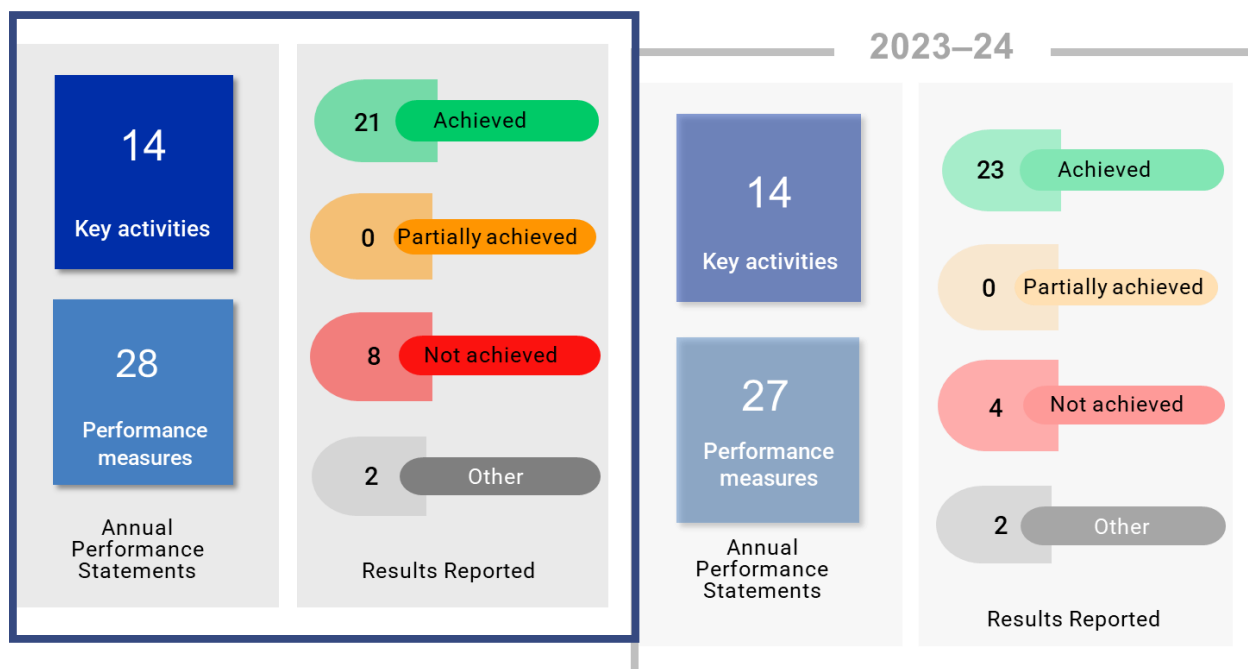 14
Key activities
28
Performance
measures
Annual
Performance
Statements
21 Achieved
0 Partially achieved
8 Not achieved
2 Other
Results Reported
2023–24
14
Key activities
27
Performance
measures
Annual
Performance
Statements
23 Achieved
0 Partially achieved
4 Not achieved
2 Other
Results Reported